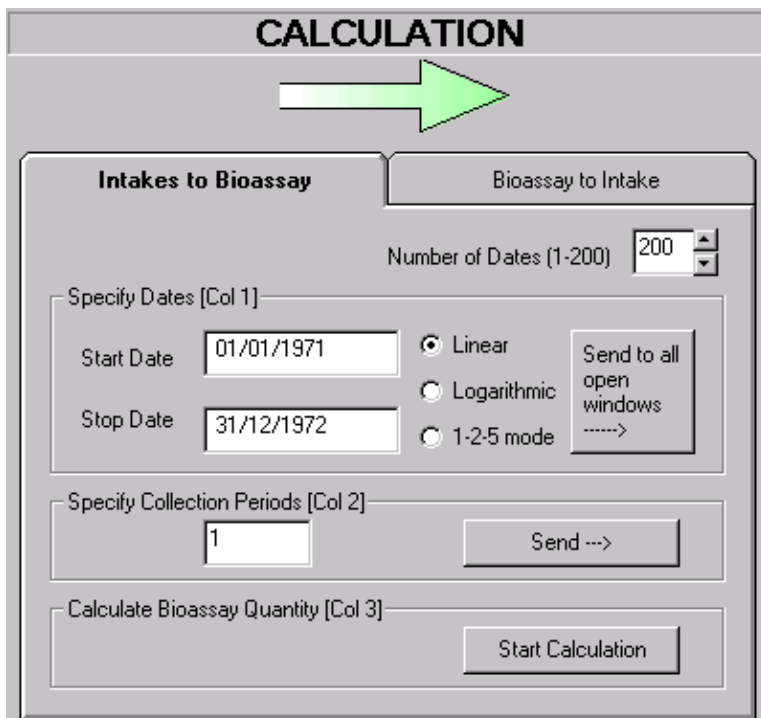 CALCULATION
Intakes to Bioassay
Bioassay to Intake
Number of Dates (1-200)
200
Specify Dates [Col 1]
Start Date
01/01/1971
Linear
Send to all
open
windows
------>
Logarithmic
Stop Date
31/12/1972
1-2-5 mode
Specify Collection Periods [Col 2]
1
Send --->
Calculate Bioassay Quantity [Col 3]
Start Calculation